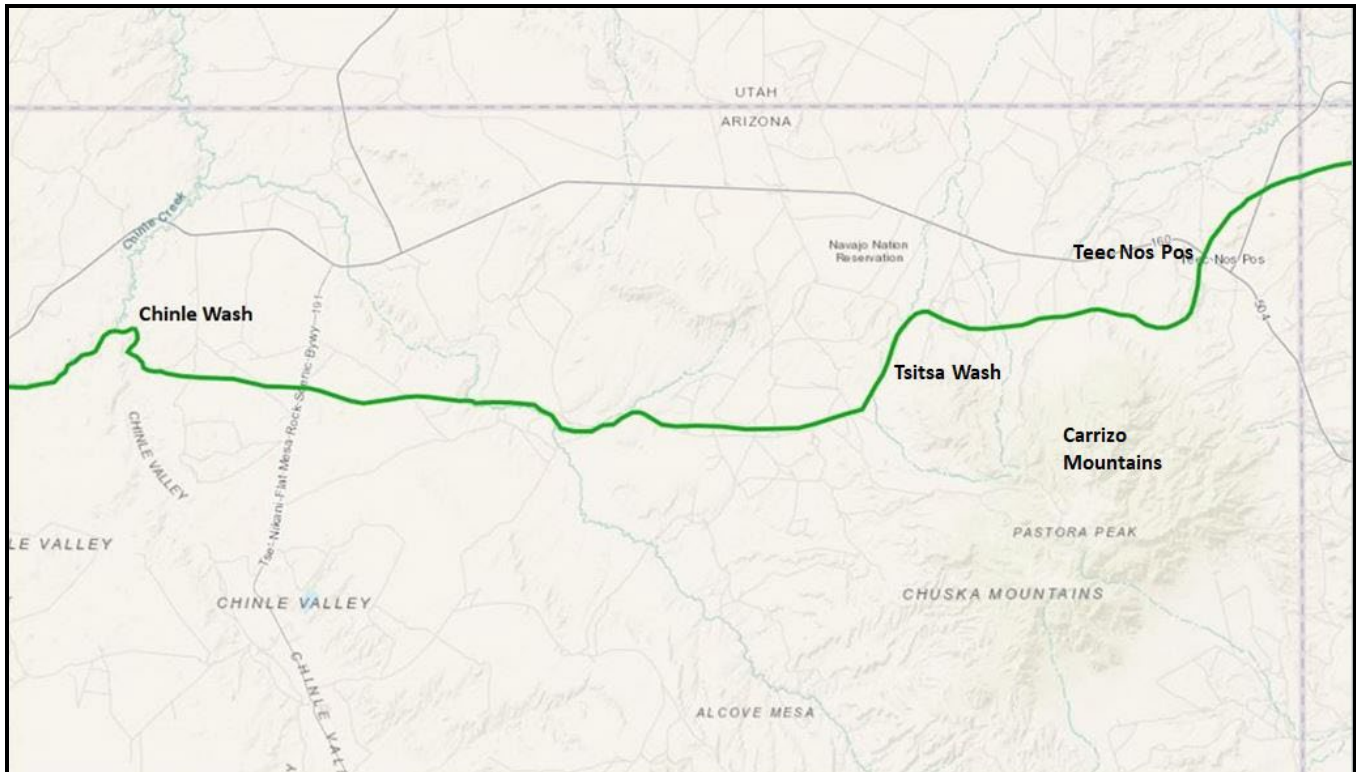 UTAH
ARIZONA
Chinle Creek
Navajo Nation
Reservation
Teec Nos Pos
160
Teec Nos Pos
504
Chinle Wash
Tse'-Nikani-Flat Mesa Rock Scenic Bywy-191
Tsitsa Wash
CHINLE VALLEY
Carrizo
Mountains
LE VALLEY
PASTORA PEAK
CHINLE VALLEY
CHUSKA MOUNTAINS
CHINLE VAL
ALCOVE MESA